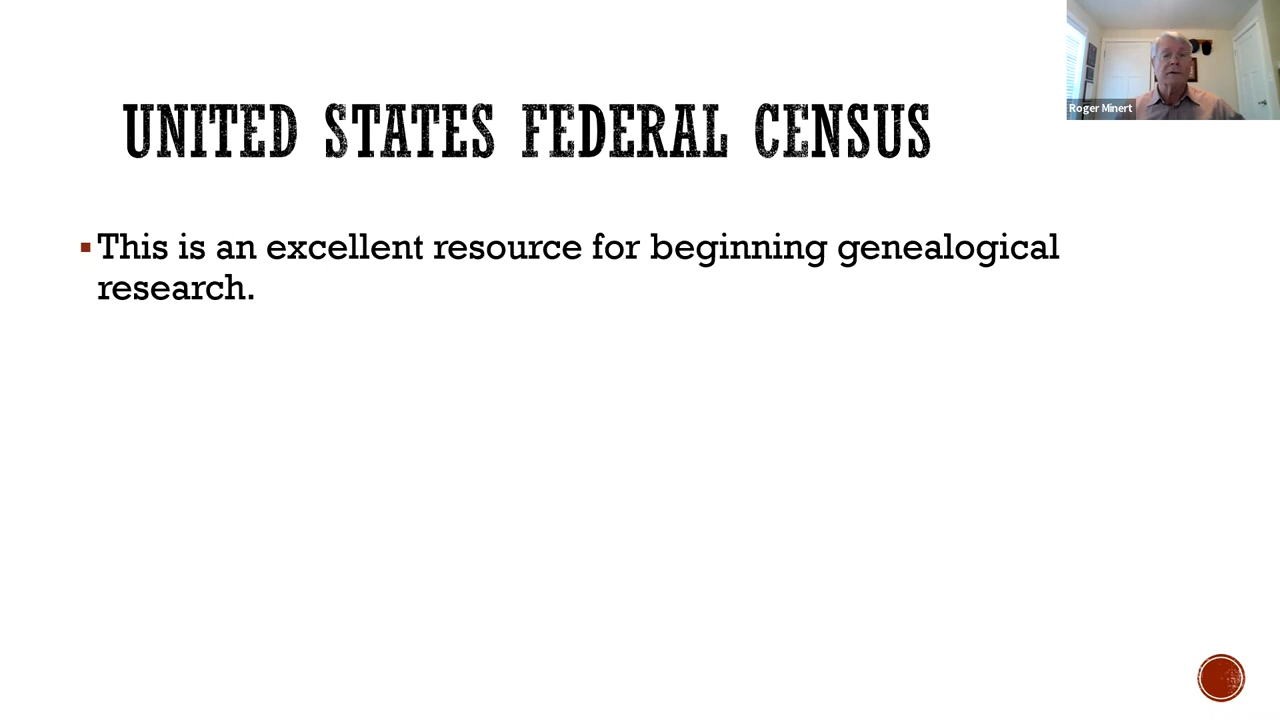 Roger Minert
UNITED STATES FEDERAL CENSUS
▪This is an excellent resource for beginning genealogical
research.